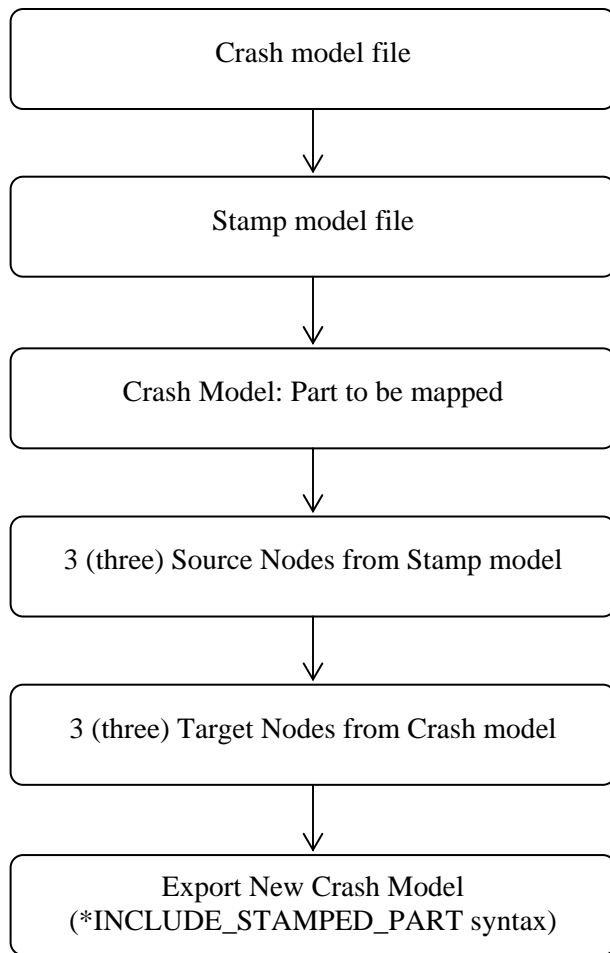 Crash model file
Stamp model file
Crash Model: Part to be mapped
3 (three) Source Nodes from Stamp model
3 (three) Target Nodes from Crash model
Export New Crash Model
(*INCLUDE_STAMPED_PART syntax)